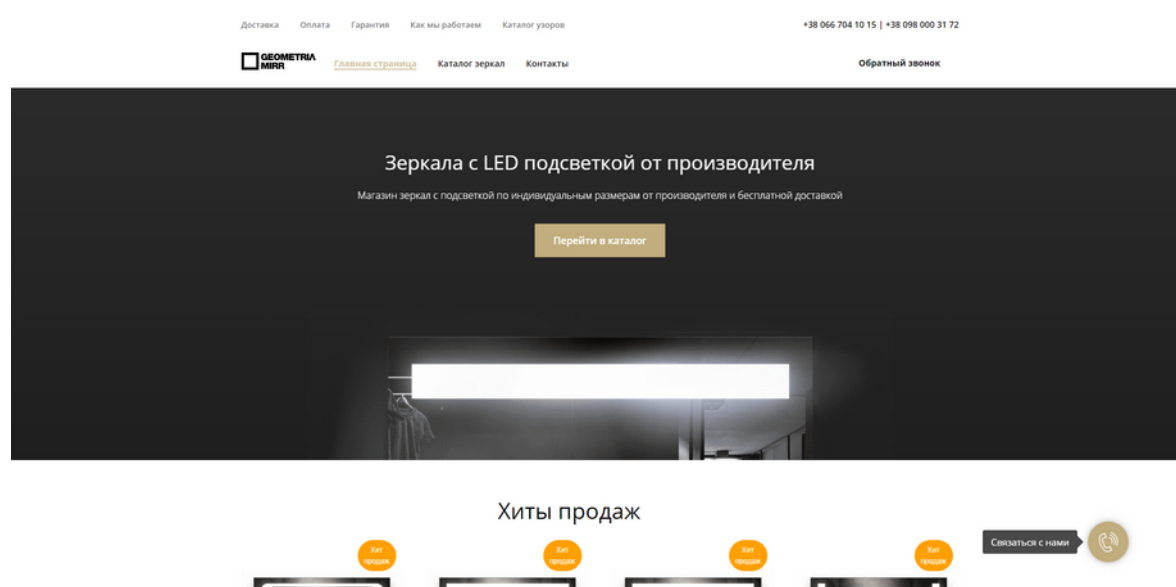 Доставка Оплата Гарантия Как мы работаем Каталог узоров +38 066 704 10 15 | +38 098 000 31 72
GEOMETRIA
MIRR
Главная страница Каталог зеркал Контакты Обратный звонок
Зеркала с LED подсветкой от производителя
Магазин зеркал с подсветкой по индивидуальным размерам от производителя и бесплатной доставкой
Перейти в каталог
Хиты продаж
Хит продаж
Хит продаж
Хит продаж
Хит продаж
Связаться с нами